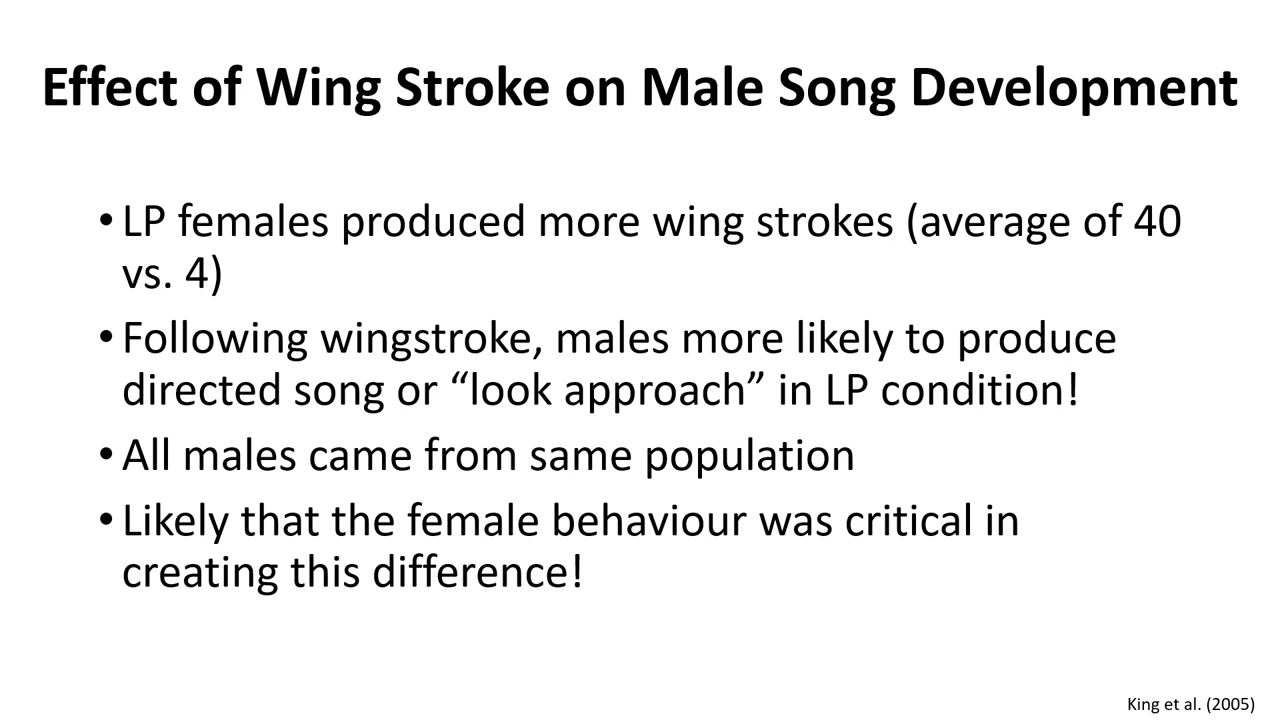 Effect of Wing Stroke on Male Song Development
• LP females produced more wing strokes (average of 40
vs. 4)
• Following wingstroke, males more likely to produce
directed song or “look approach” in LP condition!
• All males came from same population
• Likely that the female behaviour was critical in
creating this difference!
King et al. (2005)